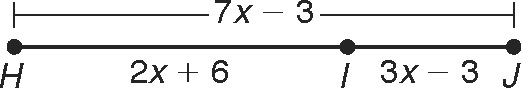 7x − 3
H 2x + 6 I 3x − 3 J